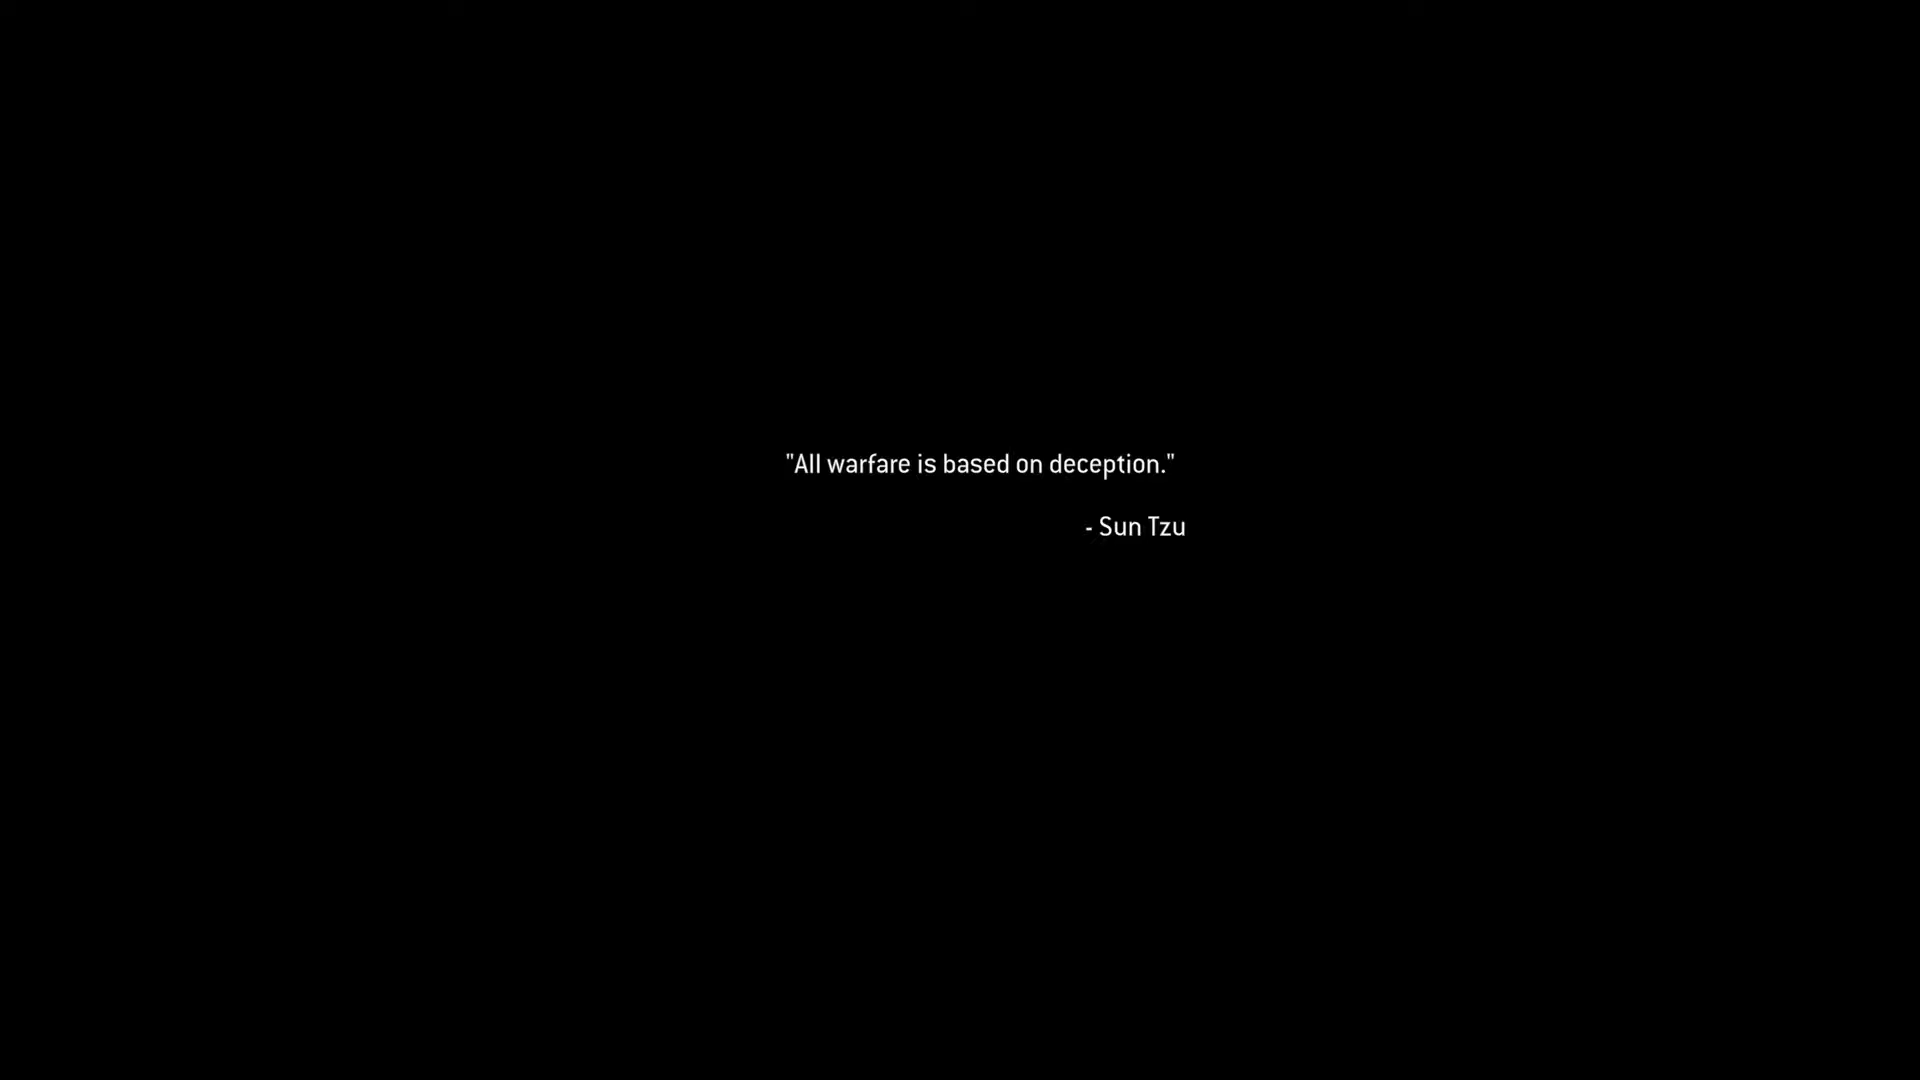 "All warfare is based on deception."
- Sun Tzu